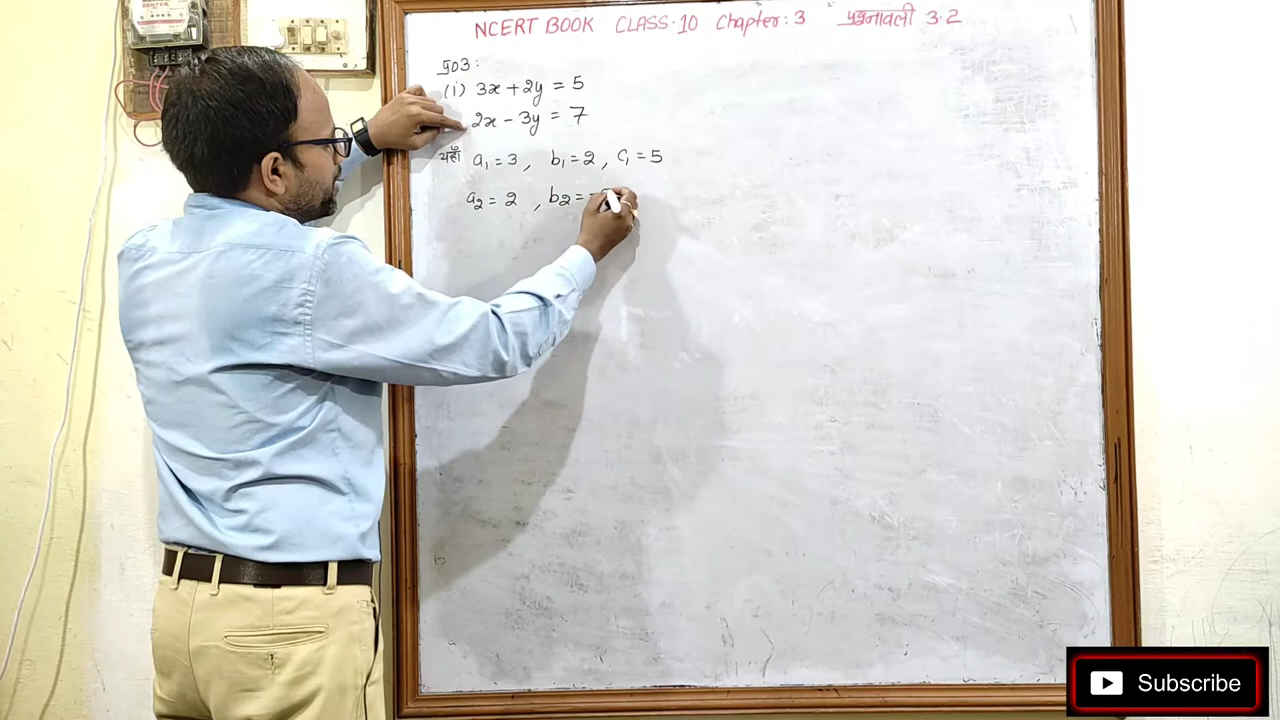 NCERT BOOK CLASS·10 Chapter: 3 प्रश्नावली 3·2
प्र03:
(i) 3x + 2y = 5
2x - 3y = 7
यहाँ a₁ = 3 , b₁ = 2 , c₁ = 5
a₂ = 2 , b₂ = -
Subscribe